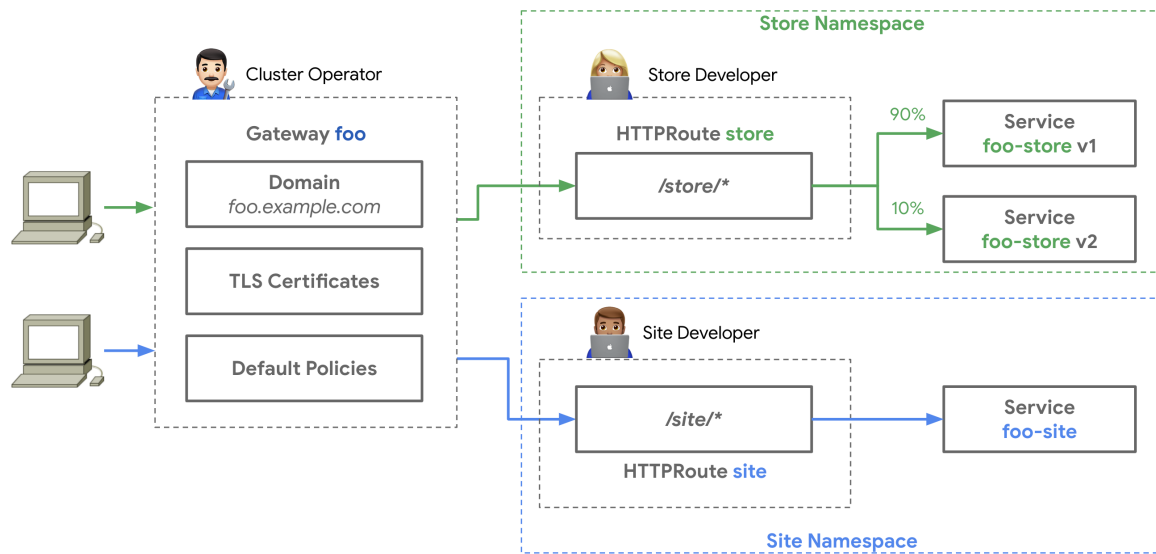 Store Namespace
Cluster Operator
Store Developer
Gateway foo
Domain
foo.example.com
TLS Certificates
Default Policies
HTTPRoute store
/store/*
90%
10%
Service
foo-store v1
Service
foo-store v2
Site Developer
/site/*
HTTPRoute site
Service
foo-site
Site Namespace